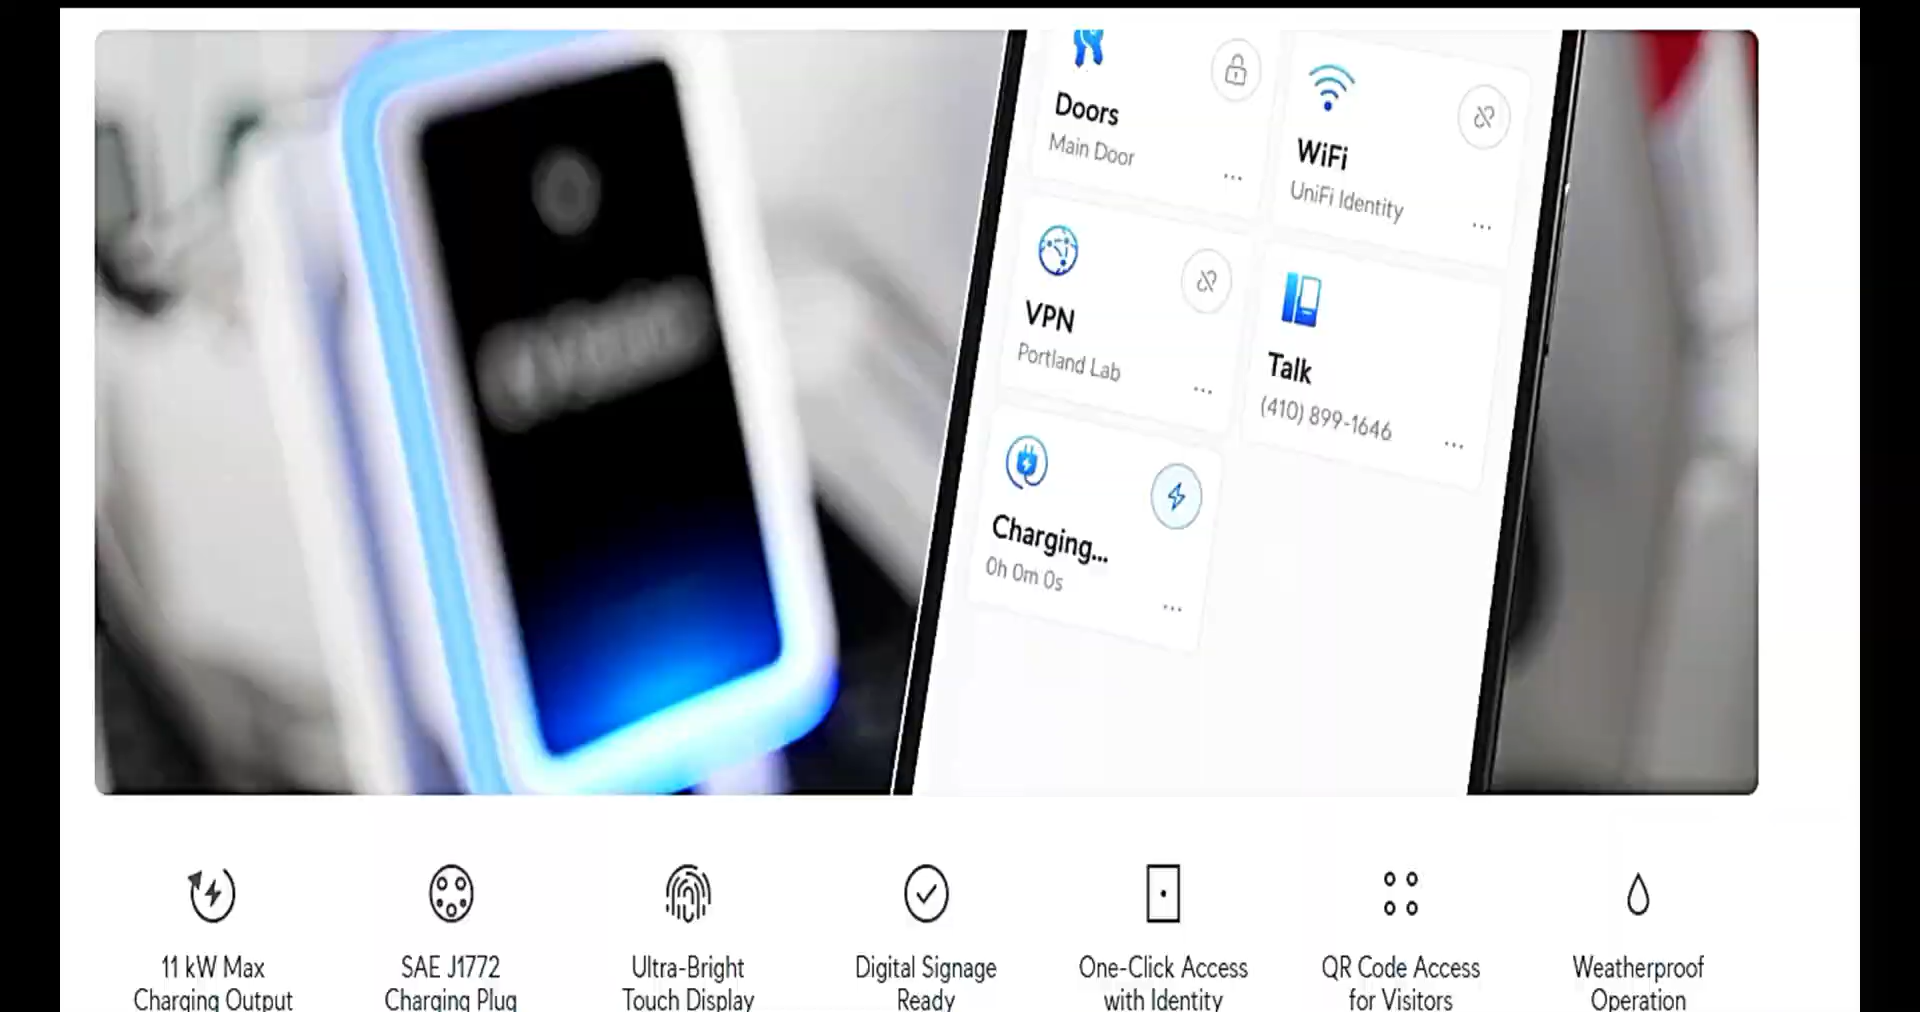 Doors
Main Door
...
WiFi
UniFi Identity
...
VPN
Portland Lab
...
Talk
(410) 899-1646
...
Charging...
0h 0m 0s
...
11 kW Max
Charging Output
SAE J1772
Charging Plug
Ultra-Bright
Touch Display
Digital Signage
Ready
One-Click Access
with Identity
QR Code Access
for Visitors
Weatherproof
Operation